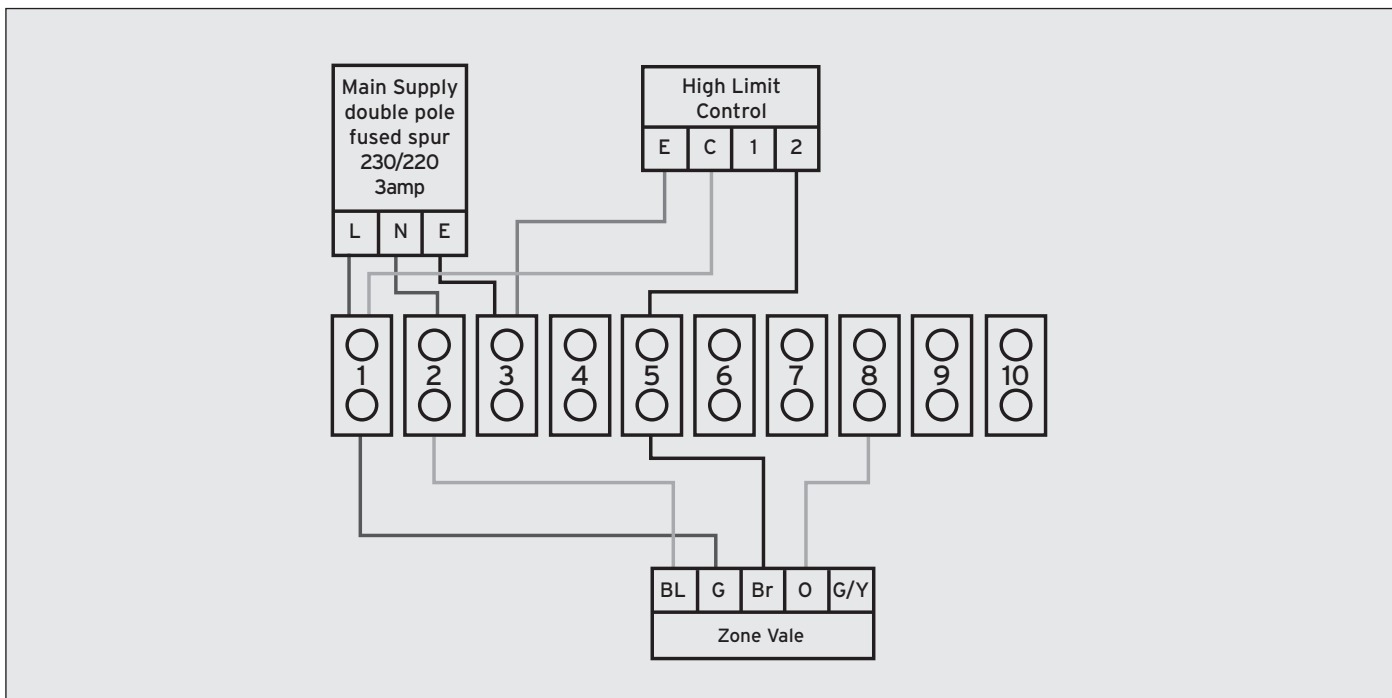 Main Supply
double pole
fused spur
230/220
3amp
L N E
High Limit
Control
E C 1 2
1 2 3 4 5 6 7 8 9 10
BL G Br O G/Y
Zone Vale